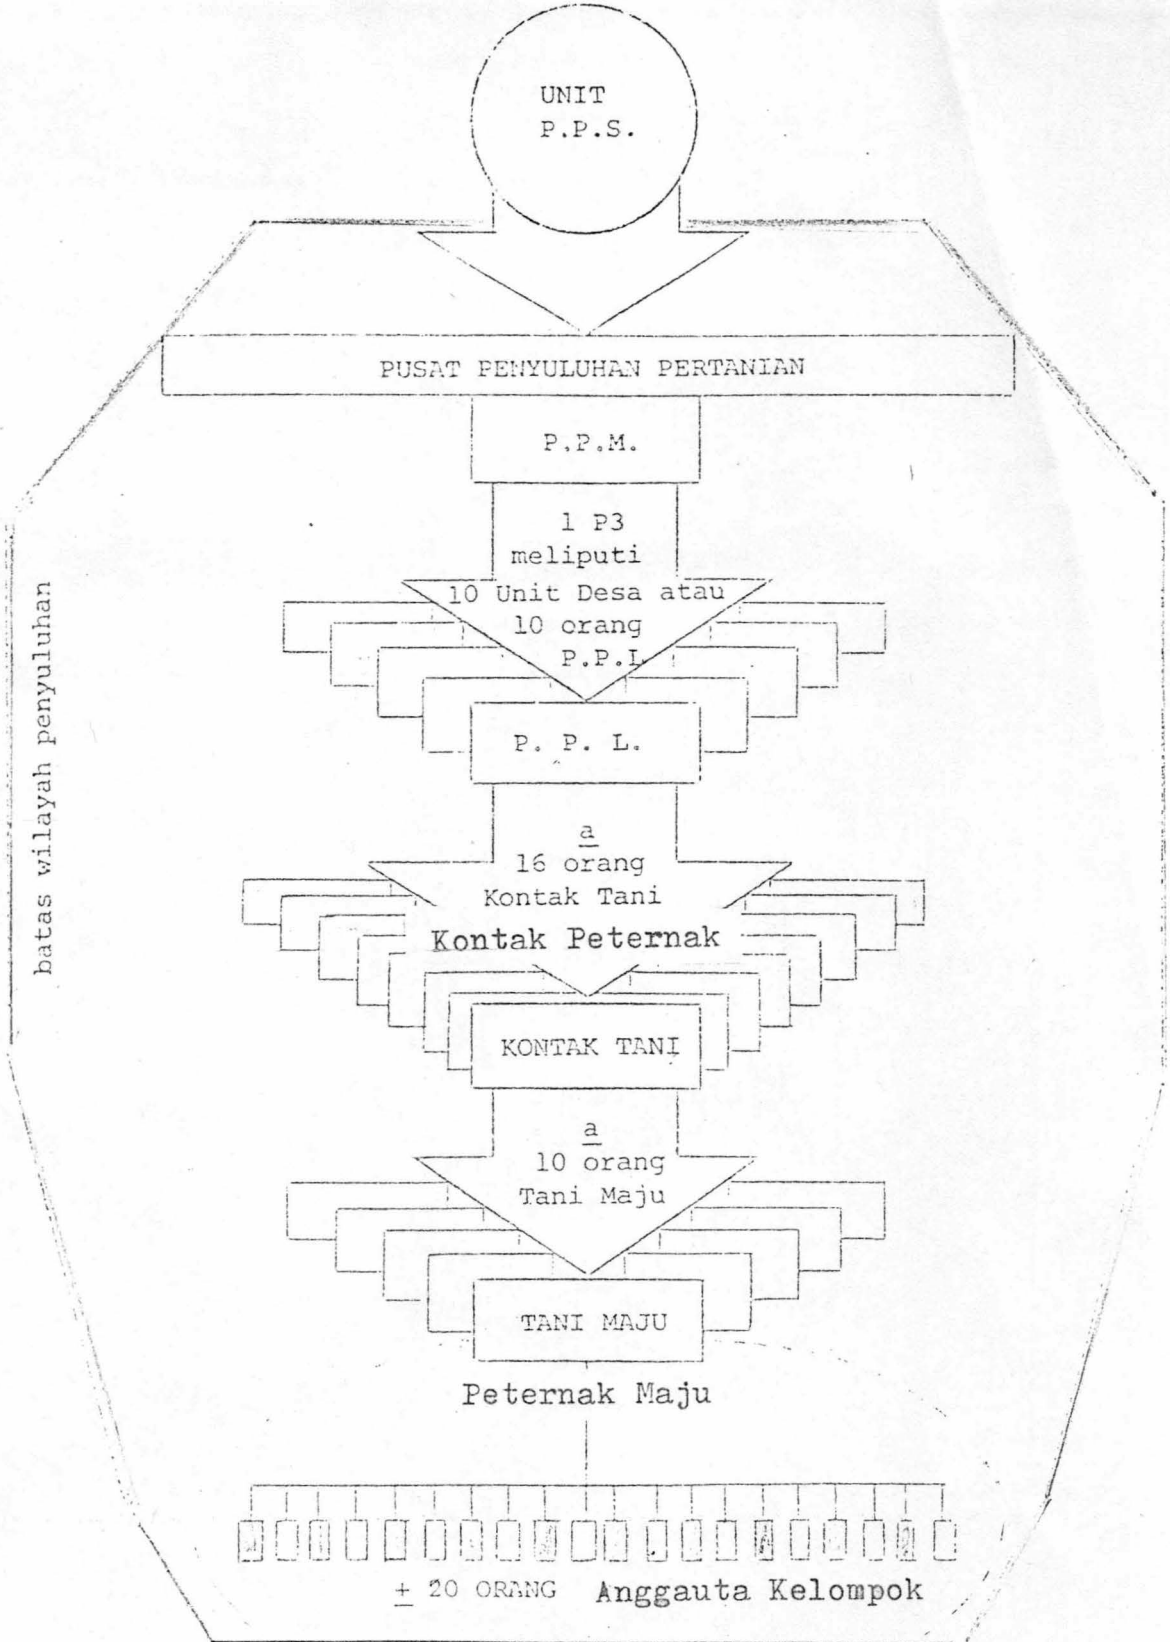 UNIT
P.P.S.
PUSAT PENYULUHAN PERTANIAN
P.P.M.
1 P3
meliputi
10 Unit Desa atau
10 orang
P.P.L
P. P. L.
a
16 orang
Kontak Tani
Kontak Peternak
KONTAK TANI
a
10 orang
Tani Maju
TANI MAJU
Peternak Maju
± 20 ORANG Anggauta Kelompok
batas wilayah penyuluhan